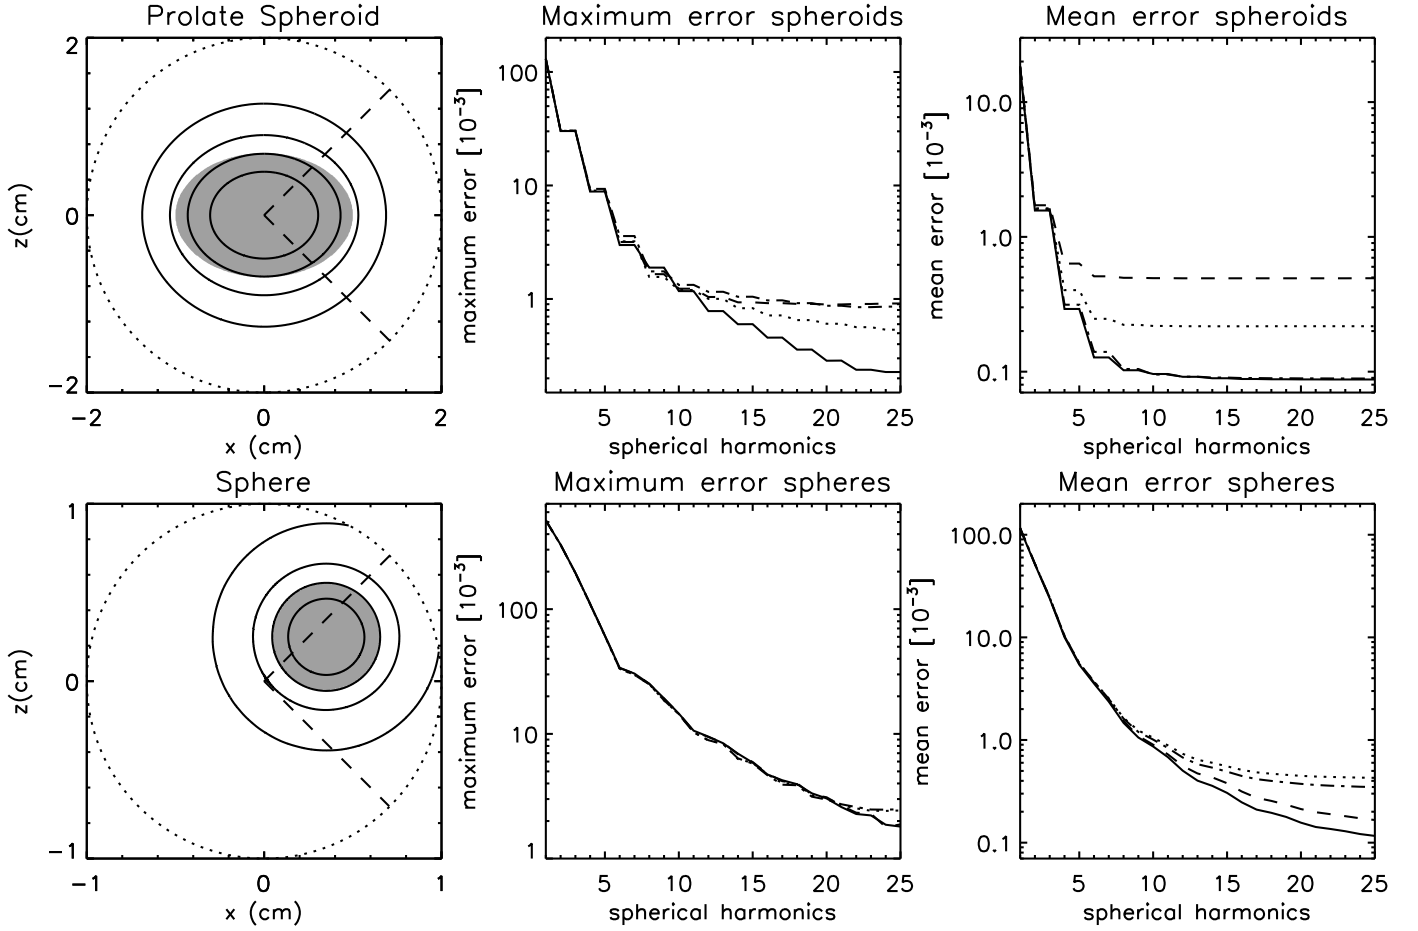 Prolate Spheroid
2
0
−2
−2 0 2
z(cm)
x (cm)
Maximum error spheroids
100
10
1
5 10 15 20 25
maximum error [10−3]
spherical harmonics
Mean error spheroids
10.0
1.0
0.1
5 10 15 20 25
mean error [10−3]
spherical harmonics
Sphere
1
0
−1
−1 0 1
z(cm)
x (cm)
Maximum error spheres
100
10
1
5 10 15 20 25
maximum error [10−3]
spherical harmonics
Mean error spheres
100.0
10.0
1.0
0.1
5 10 15 20 25
mean error [10−3]
spherical harmonics